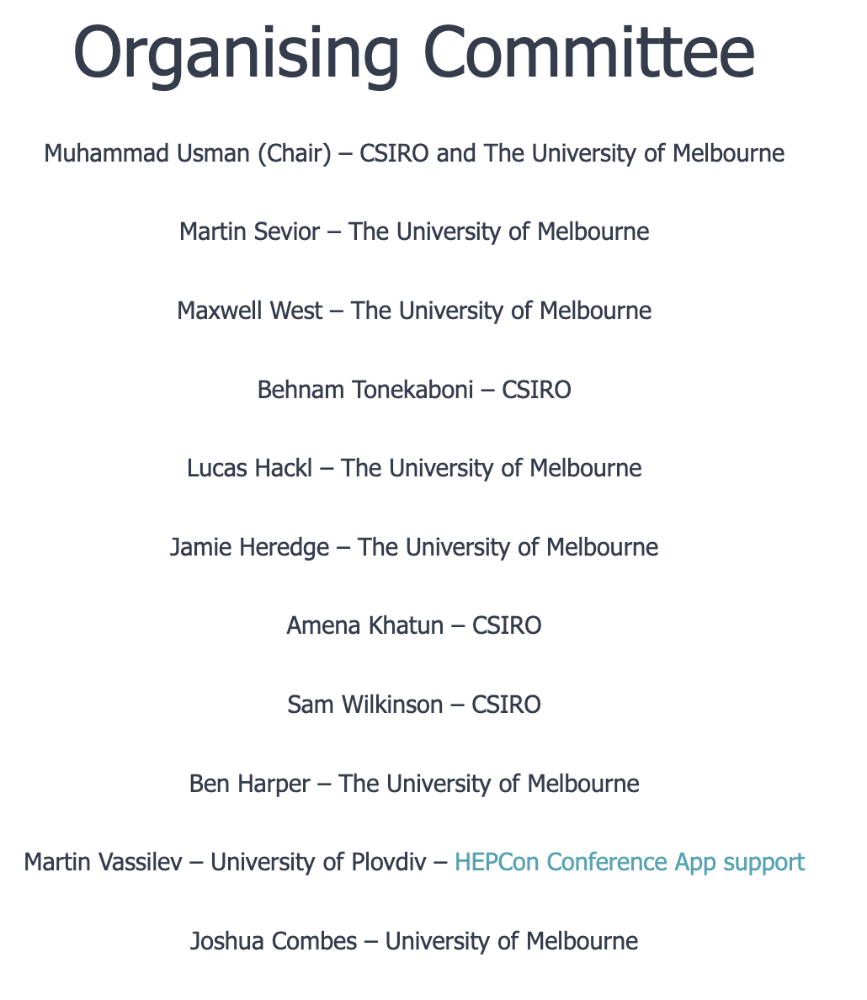 Organising Committee
Muhammad Usman (Chair) – CSIRO and The University of Melbourne
Martin Sevior – The University of Melbourne
Maxwell West – The University of Melbourne
Behnam Tonekaboni – CSIRO
Lucas Hackl – The University of Melbourne
Jamie Heredge – The University of Melbourne
Amena Khatun – CSIRO
Sam Wilkinson – CSIRO
Ben Harper – The University of Melbourne
Martin Vassilev – University of Plovdiv – HEPCon Conference App support
Joshua Combes – University of Melbourne